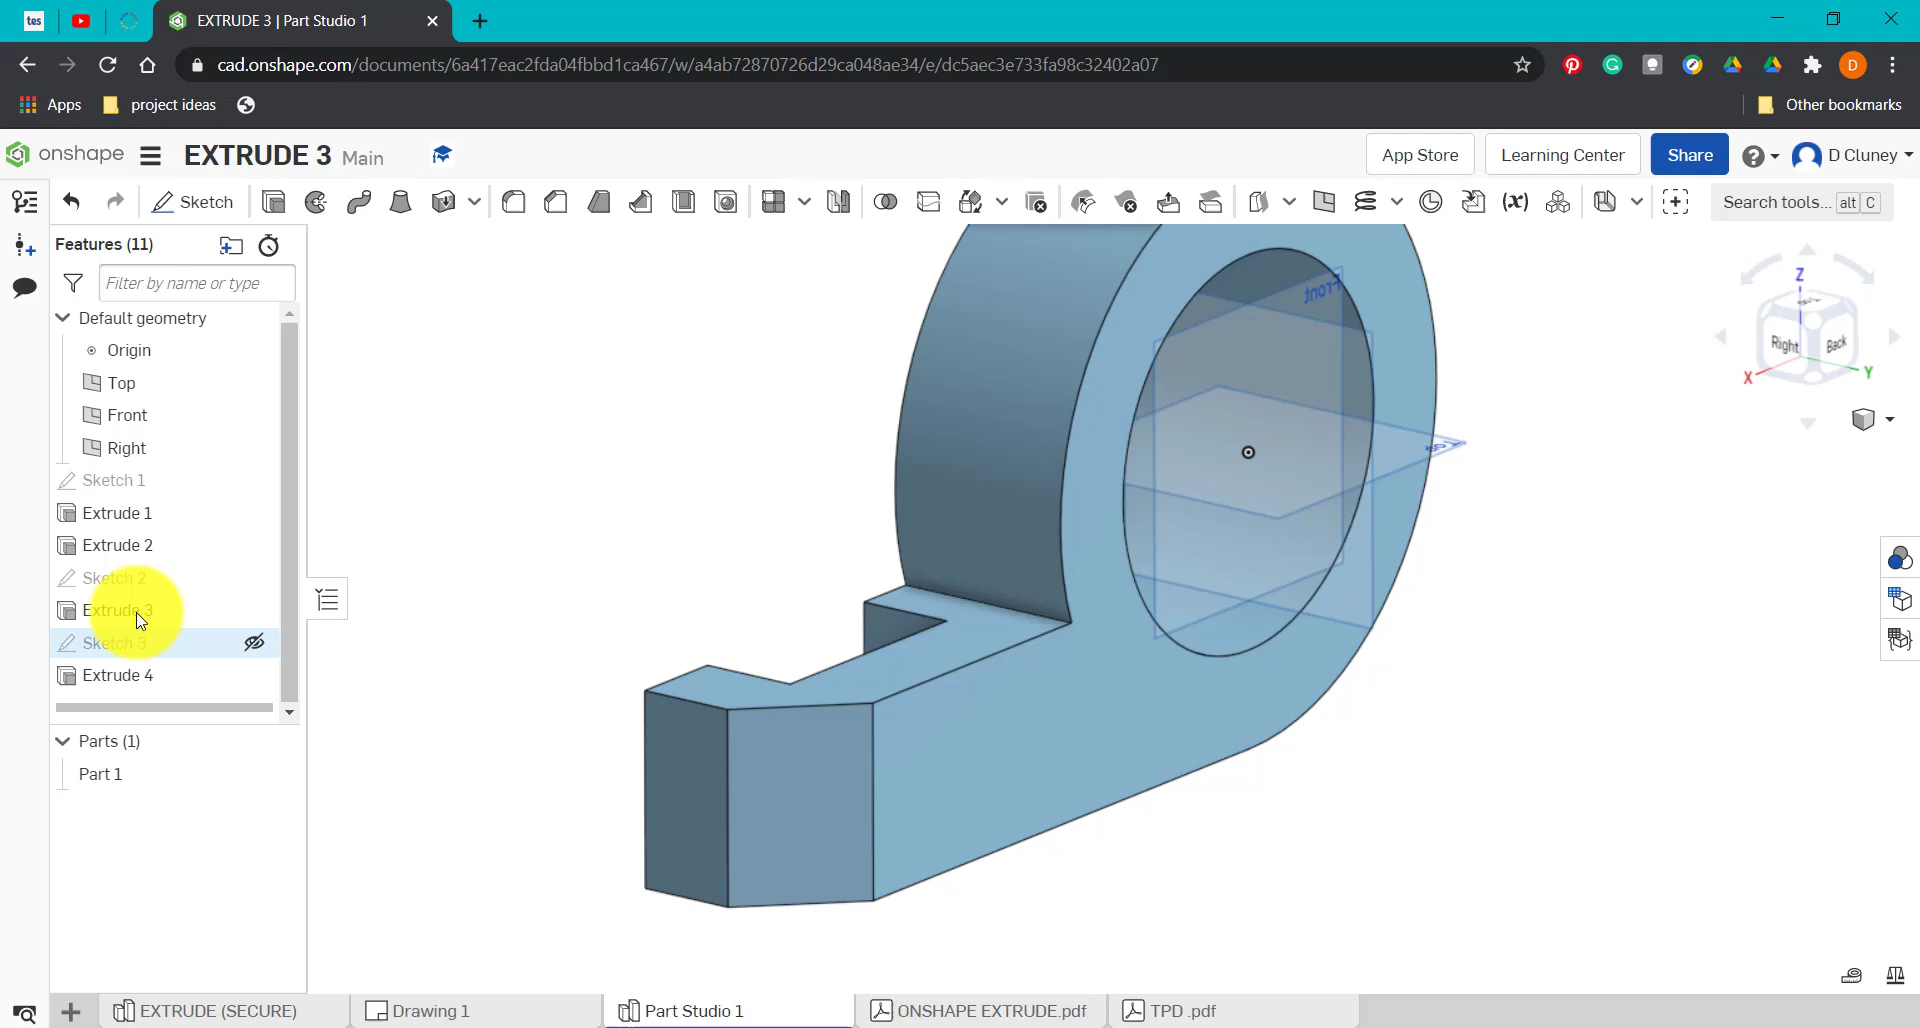 tes
EXTRUDE 3 | Part Studio 1
cad.onshape.com/documents/6a417eac2fda04fbbd1ca467/w/a4ab72870726d29ca048ae34/e/dc5aec3e733fa98c32402a07
D
Apps
project ideas
Other bookmarks
onshape
EXTRUDE 3 Main
App Store
Learning Center
Share
D Cluney
Sketch
Search tools... alt C
Features (11)
Filter by name or type
Default geometry
Origin
Top
Front
Right
Sketch 1
Extrude 1
Extrude 2
Sketch 2
Extrude 3
Sketch 3
Extrude 4
Parts (1)
Part 1
Front
Top
Z
Right
Back
X
Y
EXTRUDE (SECURE)
Drawing 1
Part Studio 1
ONSHAPE EXTRUDE.pdf
TPD .pdf